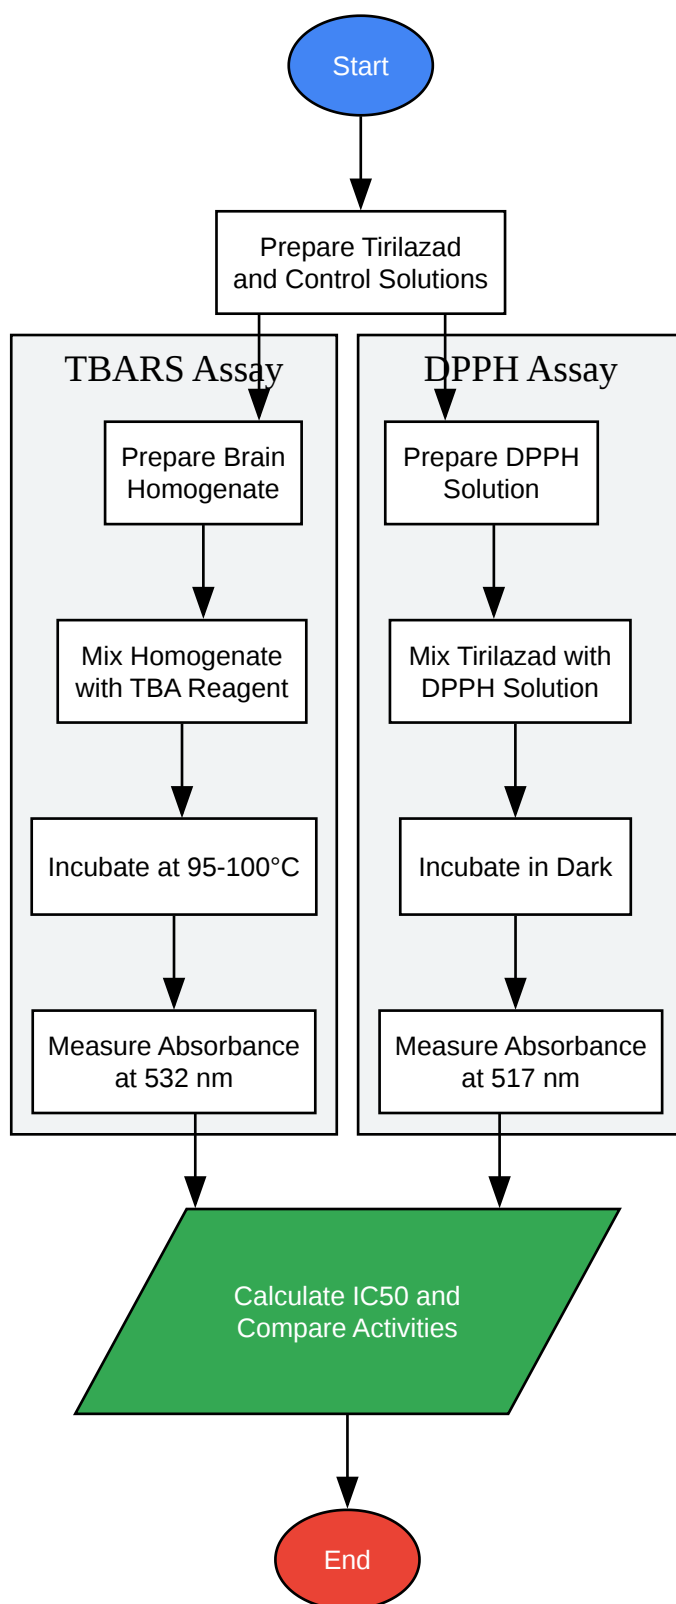 Start
Prepare Tirilazad
and Control Solutions
TBARS Assay
Prepare Brain
Homogenate
Mix Homogenate
with TBA Reagent
Incubate at 95-100°C
Measure Absorbance
at 532 nm
DPPH Assay
Prepare DPPH
Solution
Mix Tirilazad with
DPPH Solution
Incubate in Dark
Measure Absorbance
at 517 nm
Calculate IC50 and
Compare Activities
End